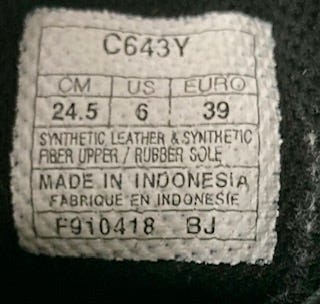 C643Y
CM US EURO
24.5 6 39
SYNTHETIC LEATHER & SYNTHETIC
FIBER UPPER / RUBBER SOLE
MADE IN INDONESIA
FABRIQUE EN INDONESIE
F910418 BJ